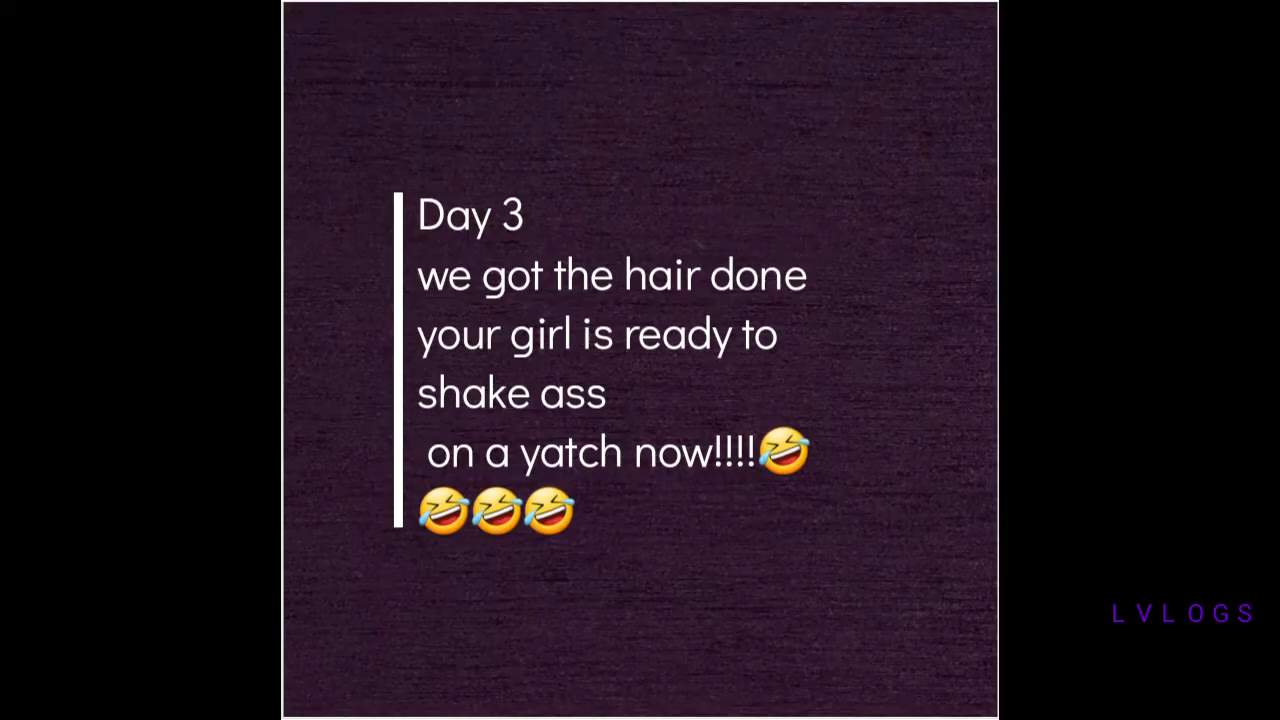 Day 3
we got the hair done
your girl is ready to
shake ass
on a yatch now!!!!🤣
🤣🤣🤣
LVLOGS